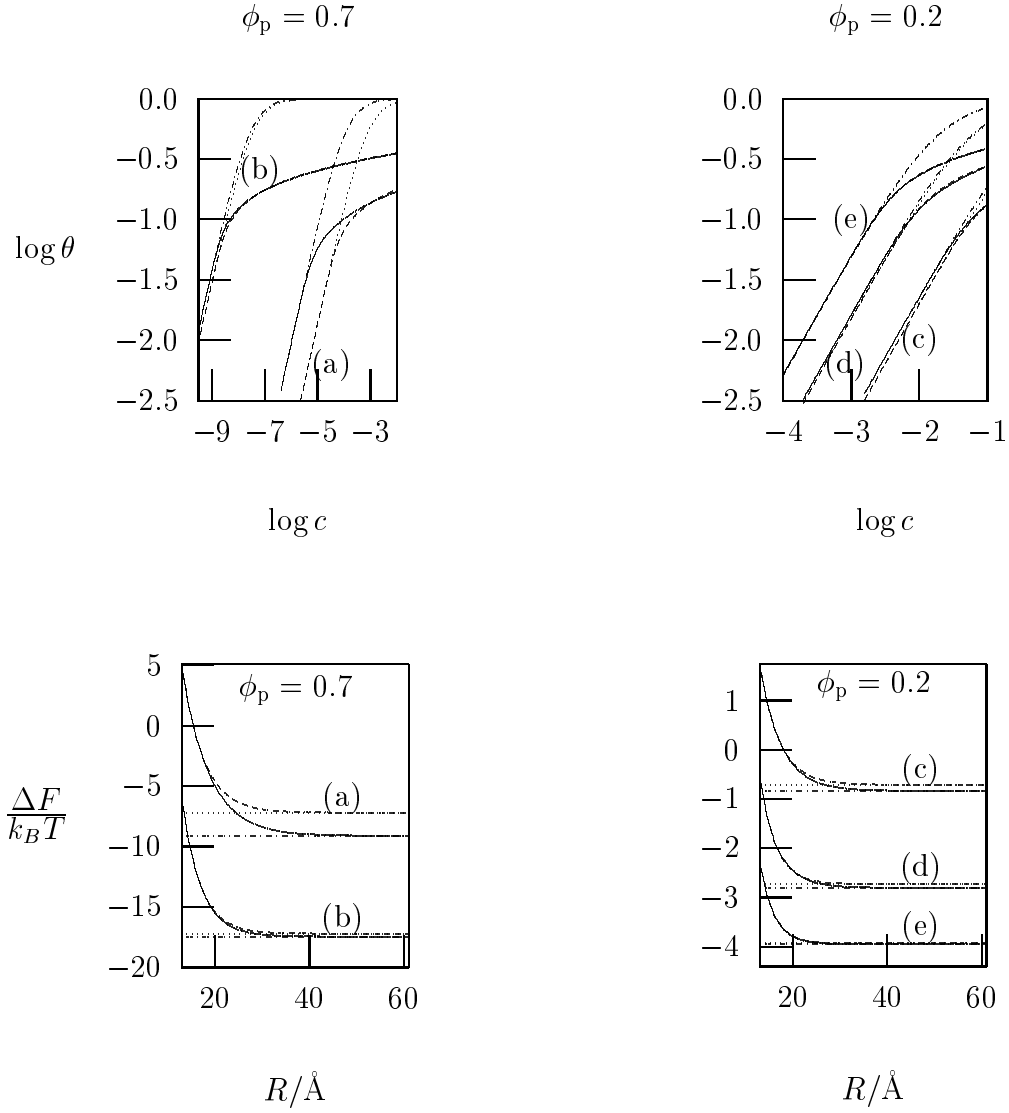 ϕp = 0.7
ϕp = 0.2
0.0
−0.5
−1.0
−1.5
−2.0
−2.5
log θ
(b)
(a)
−9 −7 −5 −3
log c
0.0
−0.5
−1.0
−1.5
−2.0
−2.5
(e)
(d)
(c)
−4 −3 −2 −1
log c
5
0
−5
−10
−15
−20
ΔF
kBT
ϕp = 0.7
(a)
(b)
20 40 60
R/Å
1
0
−1
−2
−3
−4
ϕp = 0.2
(c)
(d)
(e)
20 40 60
R/Å